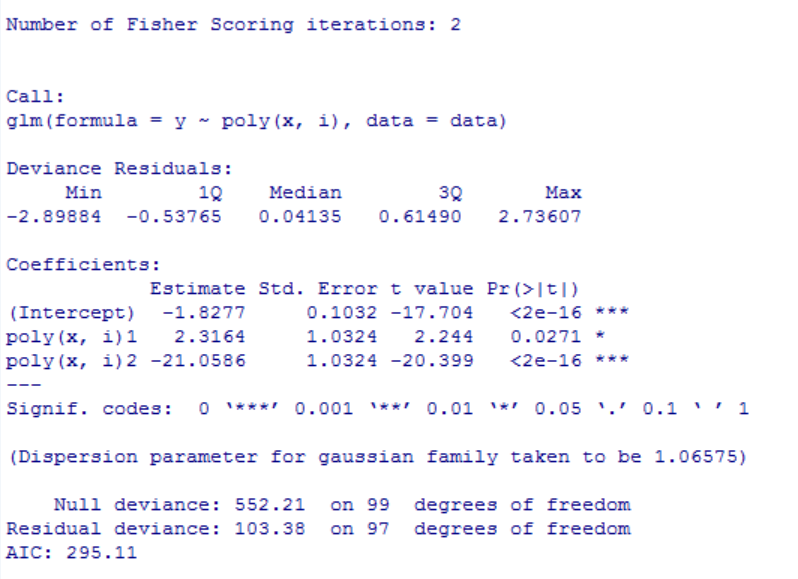 Number of Fisher Scoring iterations: 2
Call:
glm(formula = y ~ poly(x, i), data = data)
Deviance Residuals:
     Min       1Q   Median       3Q      Max
-2.89884 -0.53765  0.04135  0.61490  2.73607
Coefficients:
            Estimate Std. Error t value Pr(>|t|)
(Intercept)  -1.8277     0.1032 -17.704   <2e-16 ***
poly(x, i)1   2.3164     1.0324   2.244   0.0271 *
poly(x, i)2 -21.0586     1.0324 -20.399   <2e-16 ***
---
Signif. codes:  0 ‘***’ 0.001 ‘**’ 0.01 ‘*’ 0.05 ‘.’ 0.1 ‘ ’ 1
(Dispersion parameter for gaussian family taken to be 1.06575)
    Null deviance: 552.21  on 99  degrees of freedom
Residual deviance: 103.38  on 97  degrees of freedom
AIC: 295.11